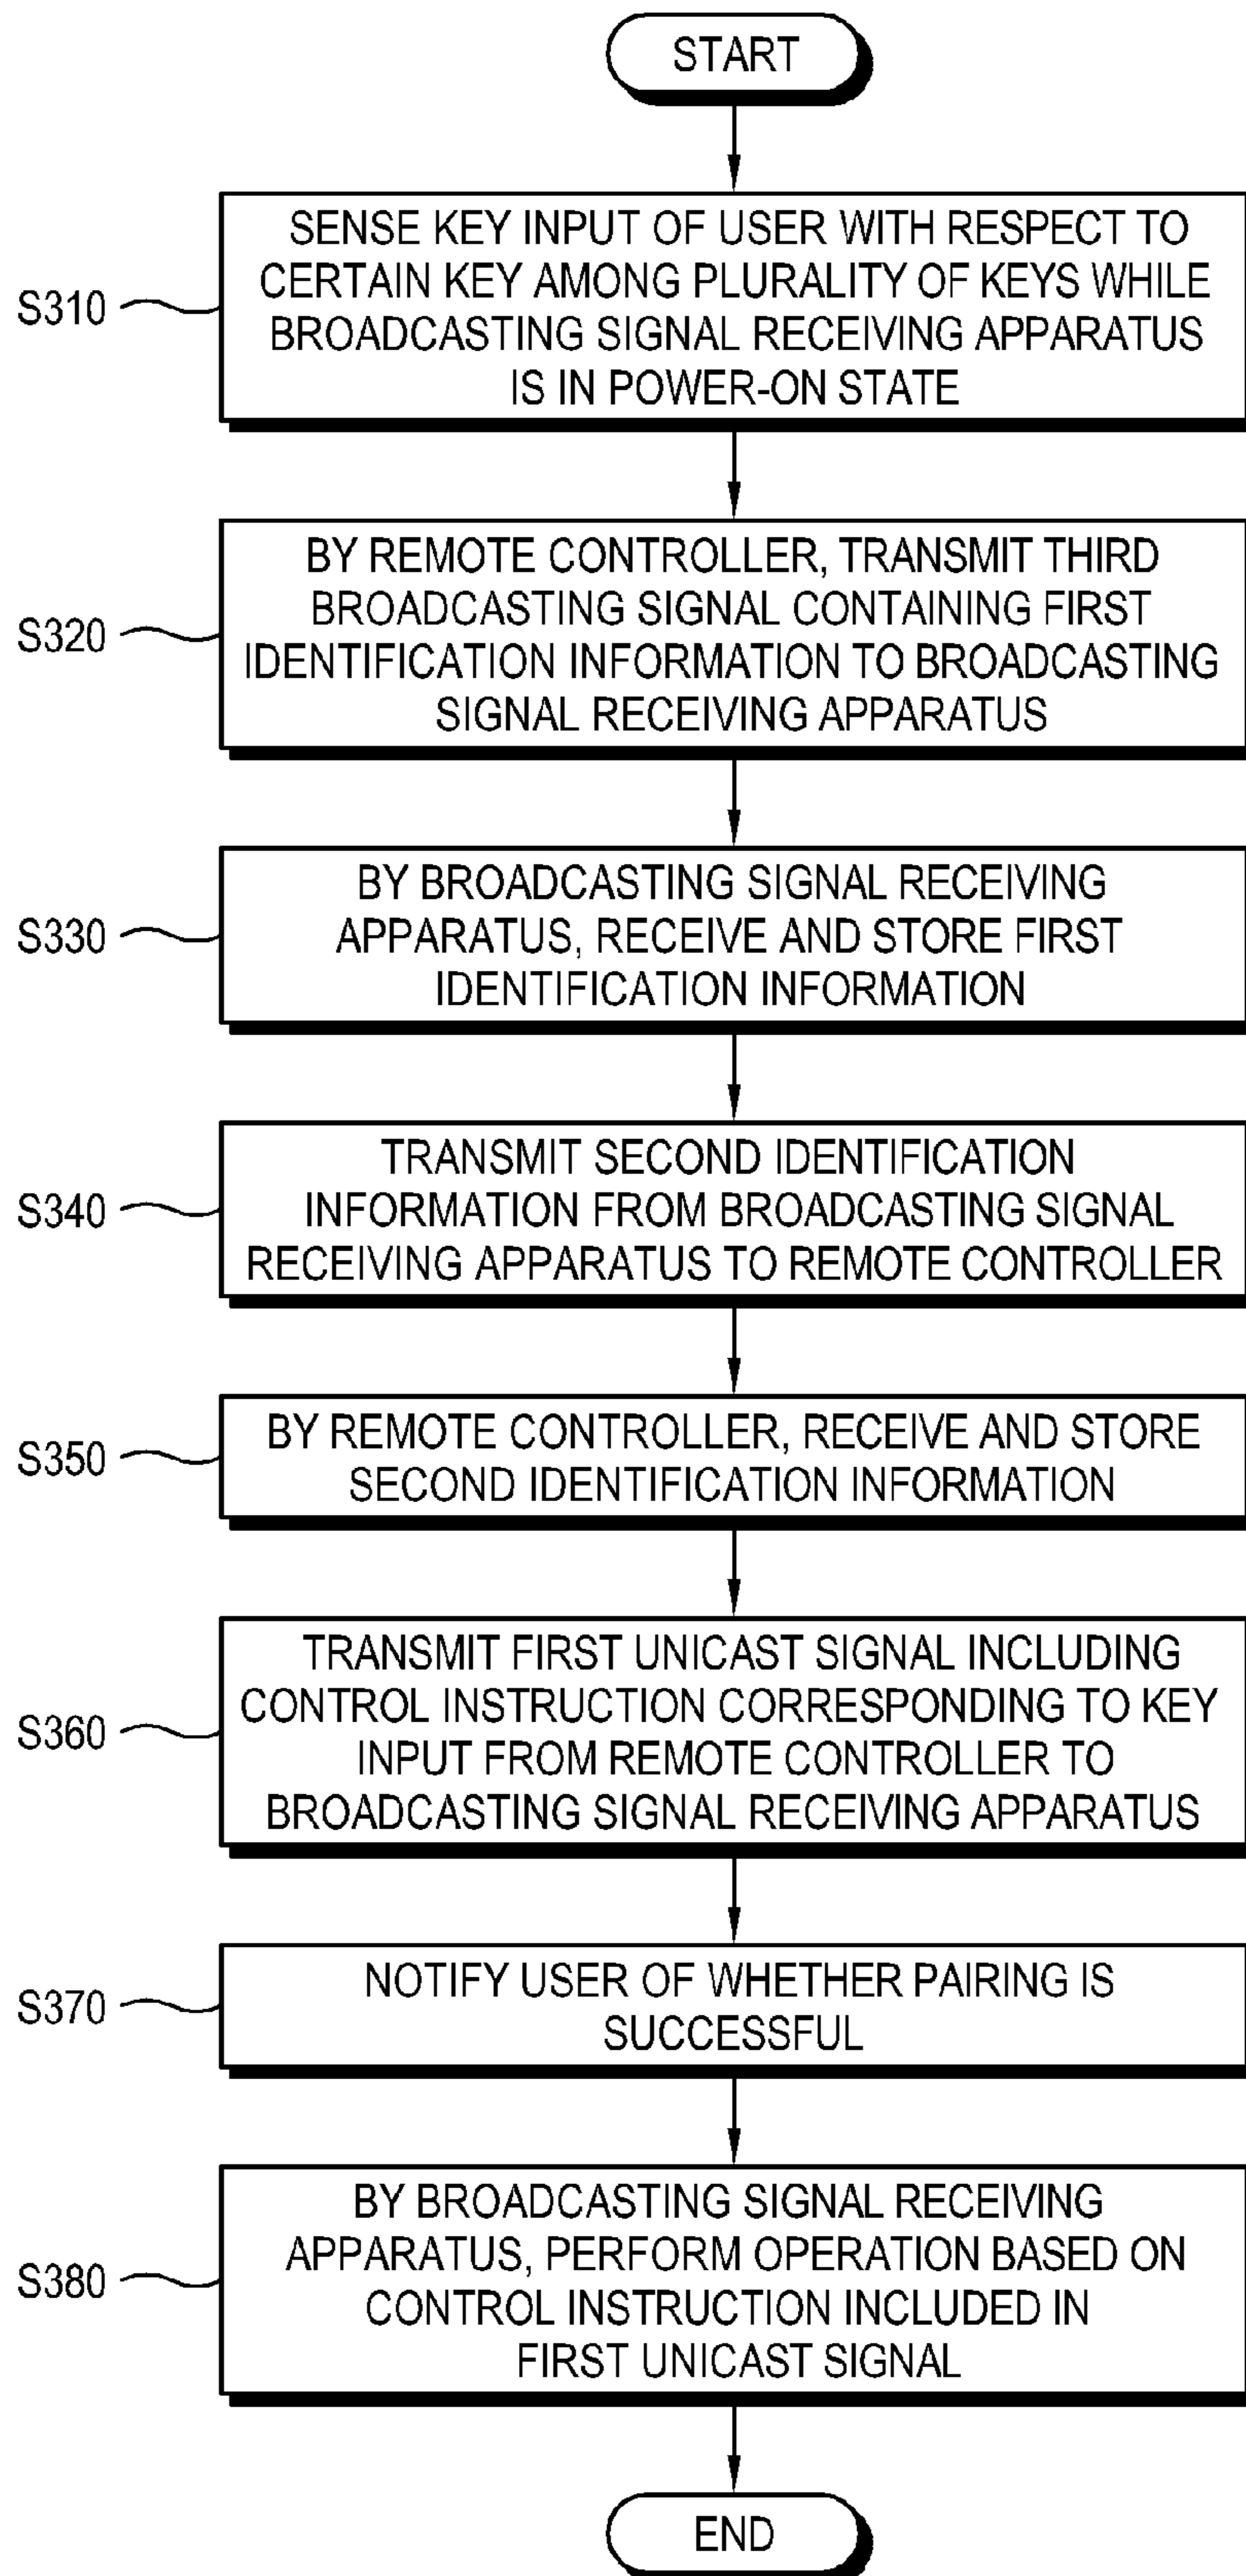 START
S310
SENSE KEY INPUT OF USER WITH RESPECT TO
CERTAIN KEY AMONG PLURALITY OF KEYS WHILE
BROADCASTING SIGNAL RECEIVING APPARATUS
IS IN POWER-ON STATE
S320
BY REMOTE CONTROLLER, TRANSMIT THIRD
BROADCASTING SIGNAL CONTAINING FIRST
IDENTIFICATION INFORMATION TO BROADCASTING
SIGNAL RECEIVING APPARATUS
S330
BY BROADCASTING SIGNAL RECEIVING
APPARATUS, RECEIVE AND STORE FIRST
IDENTIFICATION INFORMATION
S340
TRANSMIT SECOND IDENTIFICATION
INFORMATION FROM BROADCASTING SIGNAL
RECEIVING APPARATUS TO REMOTE CONTROLLER
S350
BY REMOTE CONTROLLER, RECEIVE AND STORE
SECOND IDENTIFICATION INFORMATION
S360
TRANSMIT FIRST UNICAST SIGNAL INCLUDING
CONTROL INSTRUCTION CORRESPONDING TO KEY
INPUT FROM REMOTE CONTROLLER TO
BROADCASTING SIGNAL RECEIVING APPARATUS
S370
NOTIFY USER OF WHETHER PAIRING IS
SUCCESSFUL
S380
BY BROADCASTING SIGNAL RECEIVING
APPARATUS, PERFORM OPERATION BASED ON
CONTROL INSTRUCTION INCLUDED IN
FIRST UNICAST SIGNAL
END